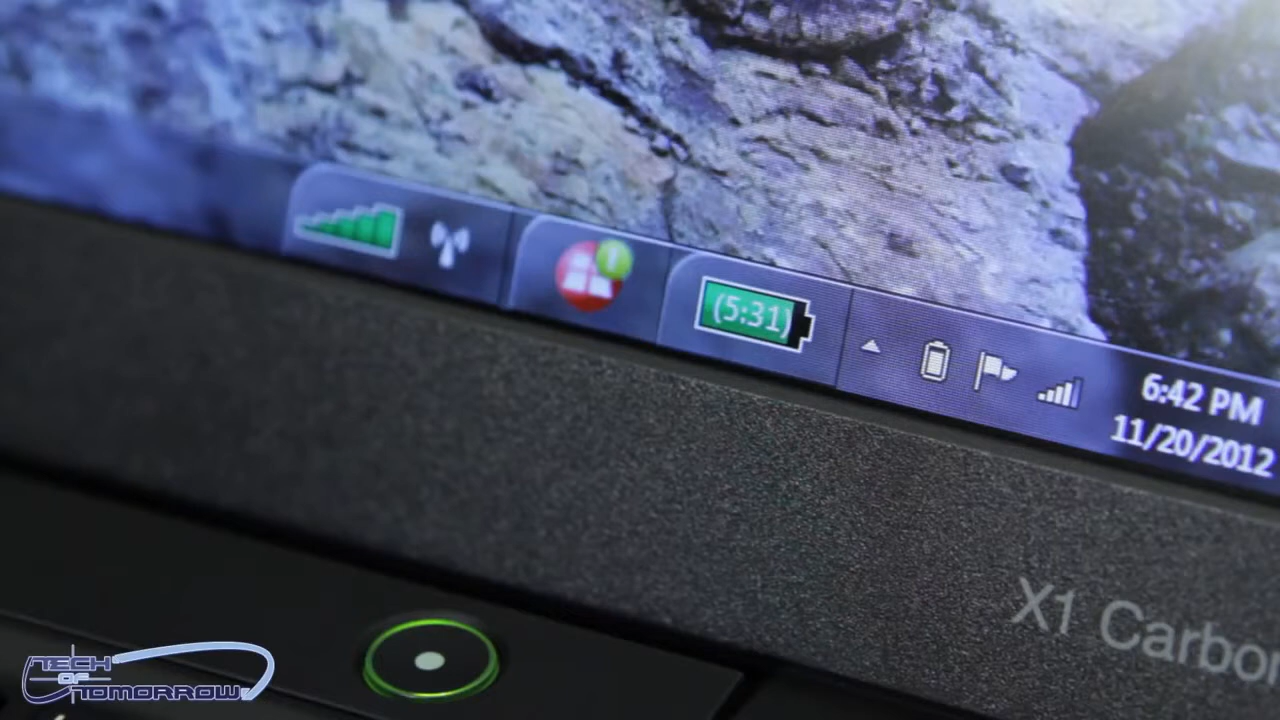 (5:31)
6:42 PM
11/20/2012
X1 Carbon
TECH
OF
TOMORROW